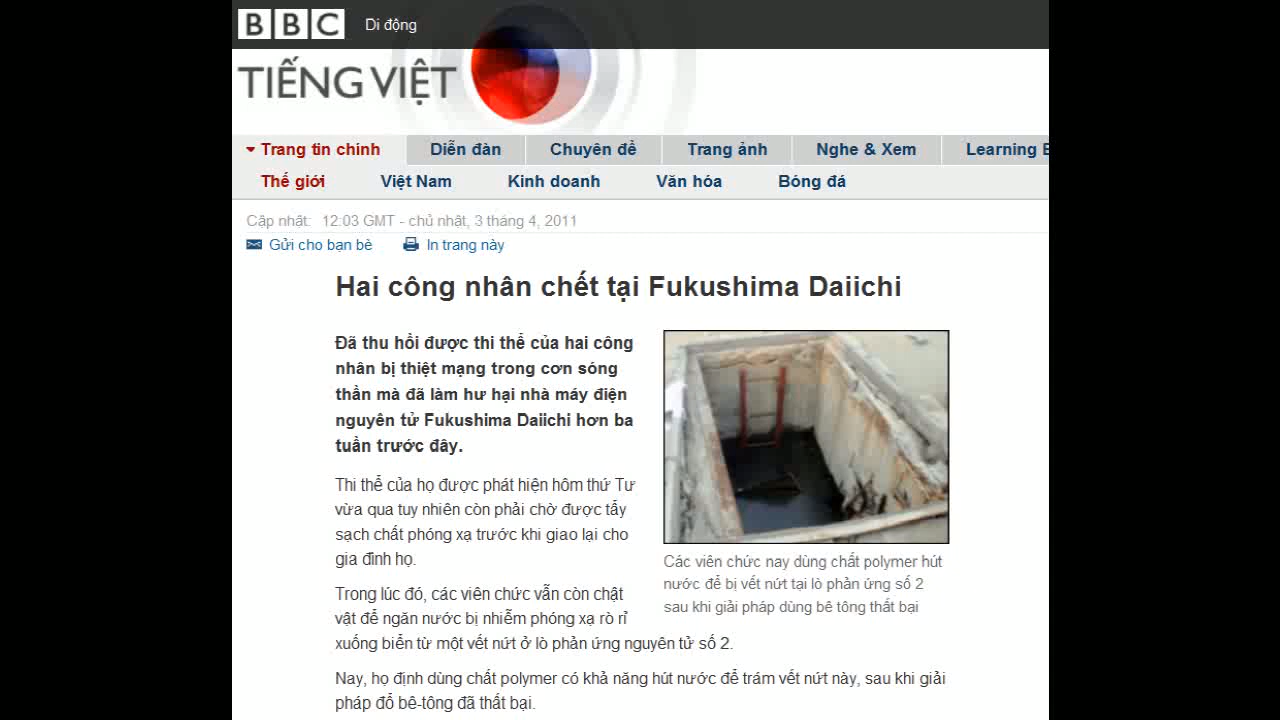 BBC Di động
TIẾNG VIỆT
Trang tin chính Diễn đàn Chuyên đề Trang ảnh Nghe & Xem Learning E
Thế giới Việt Nam Kinh doanh Văn hóa Bóng đá
Cập nhật: 12:03 GMT - chủ nhật, 3 tháng 4, 2011
Gửi cho bạn bè In trang này
Hai công nhân chết tại Fukushima Daiichi
Đã thu hồi được thi thể của hai công
nhân bị thiệt mạng trong cơn sóng
thần mà đã làm hư hại nhà máy điện
nguyên tử Fukushima Daiichi hơn ba
tuần trước đây.
Thi thể của họ được phát hiện hôm thứ Tư
vừa qua tuy nhiên còn phải chờ được tẩy
sạch chất phóng xạ trước khi giao lại cho
gia đình họ.
Các viên chức nay dùng chất polymer hút
nước để bị vết nứt tại lò phản ứng số 2
sau khi giải pháp dùng bê tông thất bại
Trong lúc đó, các viên chức vẫn còn chật
vật để ngăn nước bị nhiễm phóng xạ rò rỉ
xuống biển từ một vết nứt ở lò phản ứng nguyên tử số 2.
Nay, họ định dùng chất polymer có khả năng hút nước để trám vết nứt này, sau khi giải
pháp đổ bê-tông đã thất bại.